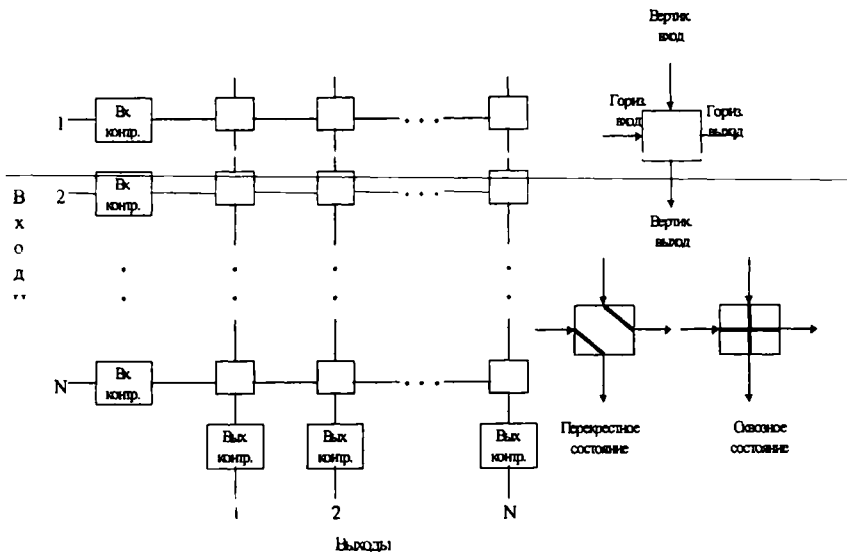 Вертик.
вход
1
Вх.
контр.
Гориз.
вход
Гориз.
выход
2
Вх
контр.
Вертик.
выход
В
х
о
д
N
Вх.
контр.
Вых
контр.
Вых
контр.
Вых
контр.
Перекрестное
состояние
Сквозное
состояние
1
2
N
Выходы